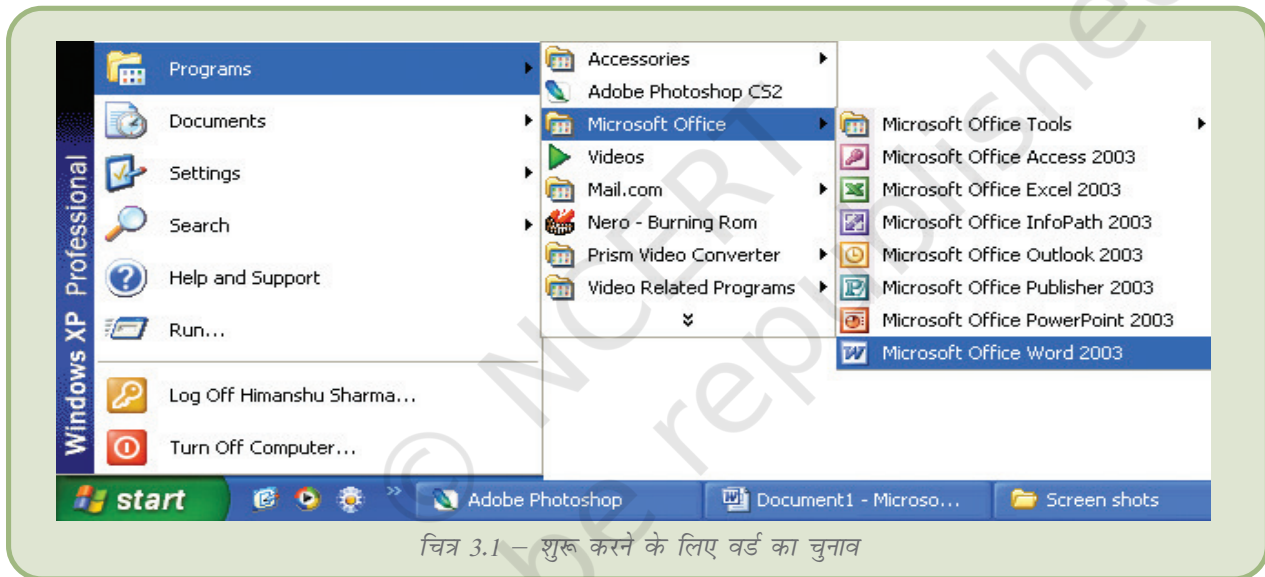 Windows XP Professional
Programs
Documents
Settings
Search
Help and Support
Run...
Log Off Himanshu Sharma...
Turn Off Computer...
Accessories
Adobe Photoshop CS2
Microsoft Office
Videos
Mail.com
Nero - Burning Rom
Prism Video Converter
Video Related Programs
Microsoft Office Tools
Microsoft Office Access 2003
Microsoft Office Excel 2003
Microsoft Office InfoPath 2003
Microsoft Office Outlook 2003
Microsoft Office Publisher 2003
Microsoft Office PowerPoint 2003
Microsoft Office Word 2003
start
Adobe Photoshop
Document1 - Microso...
Screen shots
चित्र 3.1 – शुरू करने के लिए वर्ड का चुनाव
© NCERT
be republished